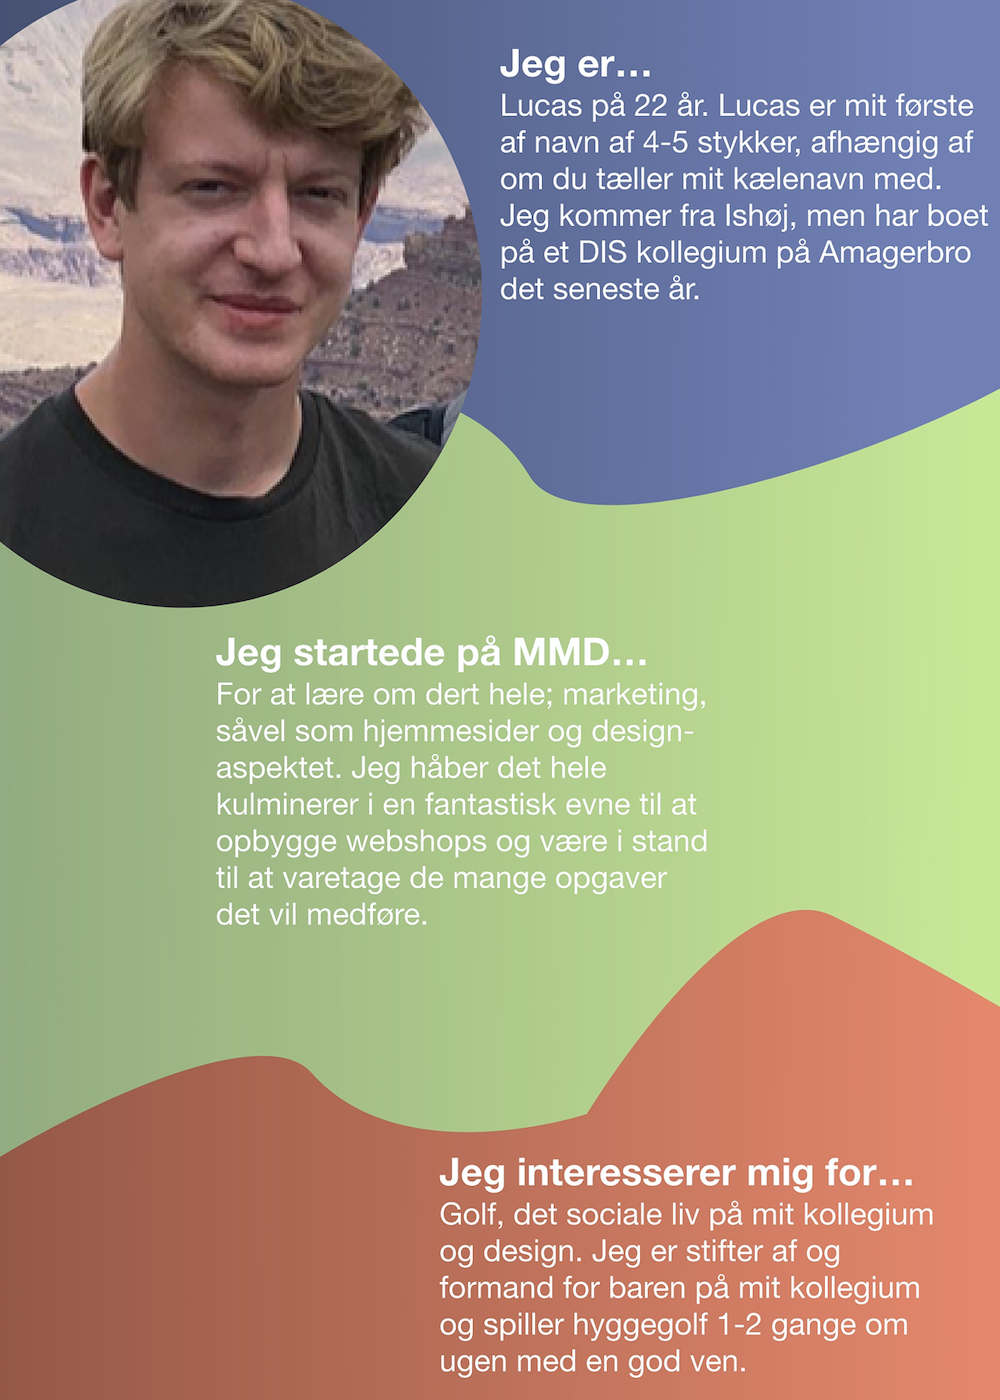 Jeg er...
Lucas på 22 år. Lucas er mit første
af navn af 4-5 stykker, afhængig af
om du tæller mit kælenavn med.
Jeg kommer fra Ishøj, men har boet
på et DIS kollegium på Amagerbro
det seneste år.
Jeg startede på MMD...
For at lære om dert hele; marketing,
såvel som hjemmesider og design-
aspektet. Jeg håber det hele
kulminerer i en fantastisk evne til at
opbygge webshops og være i stand
til at varetage de mange opgaver
det vil medføre.
Jeg interesserer mig for...
Golf, det sociale liv på mit kollegium
og design. Jeg er stifter af og
formand for baren på mit kollegium
og spiller hyggegolf 1-2 gange om
ugen med en god ven.